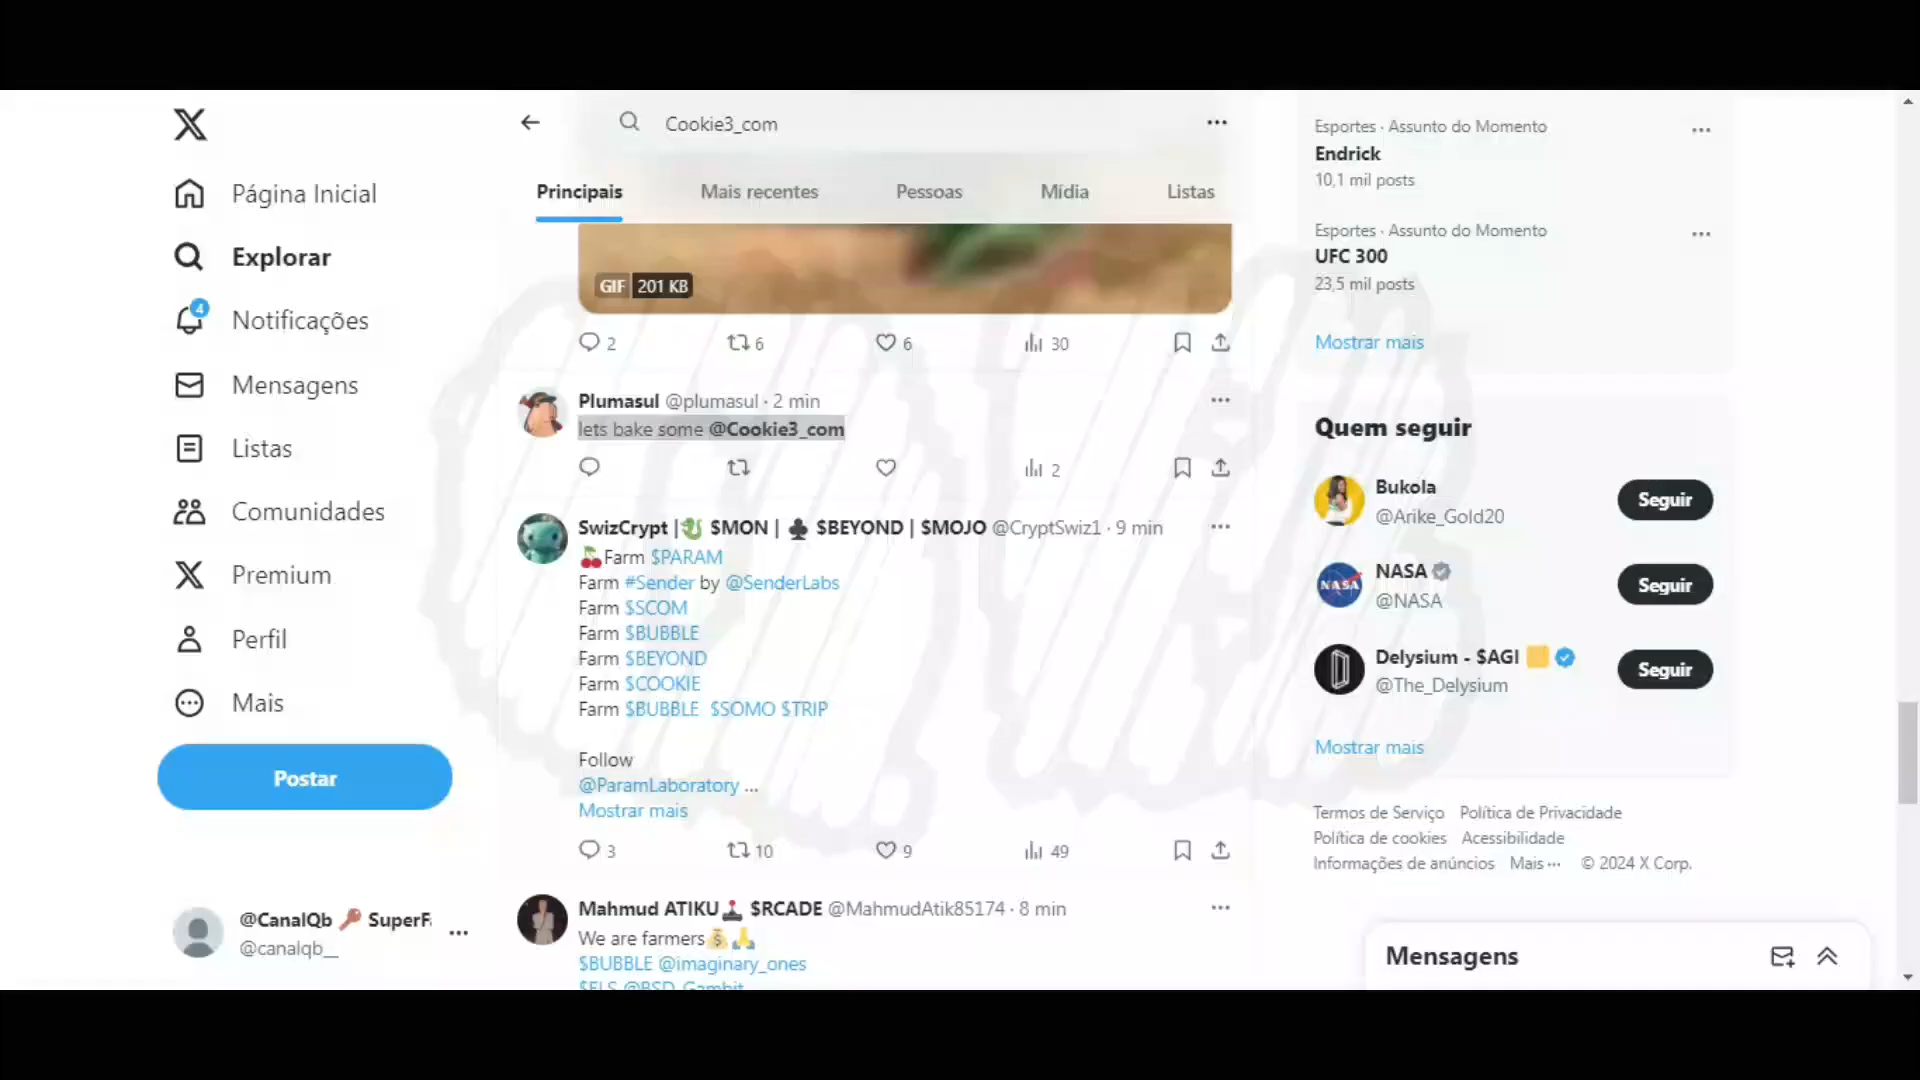 Página Inicial
Explorar
4
Notificações
Mensagens
Listas
Comunidades
Premium
Perfil
Mais
Postar
@CanalQb 🔑 SuperF
@canalqb__
Cookie3_com
Principais
Mais recentes
Pessoas
Mídia
Listas
GIF 201 KB
2
6
6
30
Plumasul @plumasul · 2 min
lets bake some @Cookie3_com
2
SwizCrypt |🐉 $MON | ♣ $BEYOND | $MOJO @CryptSwiz1 · 9 min
🍒Farm $PARAM
Farm #Sender by @SenderLabs
Farm $SCOM
Farm $BUBBLE
Farm $BEYOND
Farm $COOKIE
Farm $BUBBLE $SOMO $TRIP
Follow
@ParamLaboratory ...
Mostrar mais
3
10
9
49
Mahmud ATIKU🕹 $RCADE @MahmudAtik85174 · 8 min
We are farmers💰🙏
$BUBBLE @imaginary_ones
$ELS @BSD_Gambit
Esportes · Assunto do Momento
Endrick
10,1 mil posts
Esportes · Assunto do Momento
UFC 300
23,5 mil posts
Mostrar mais
Quem seguir
Bukola
@Arike_Gold20
Seguir
NASA
NASA
@NASA
Seguir
Delysium - $AGI 🟨
@The_Delysium
Seguir
Mostrar mais
Termos de Serviço Política de Privacidade
Política de cookies Acessibilidade
Informações de anúncios Mais ··· © 2024 X Corp.
Mensagens